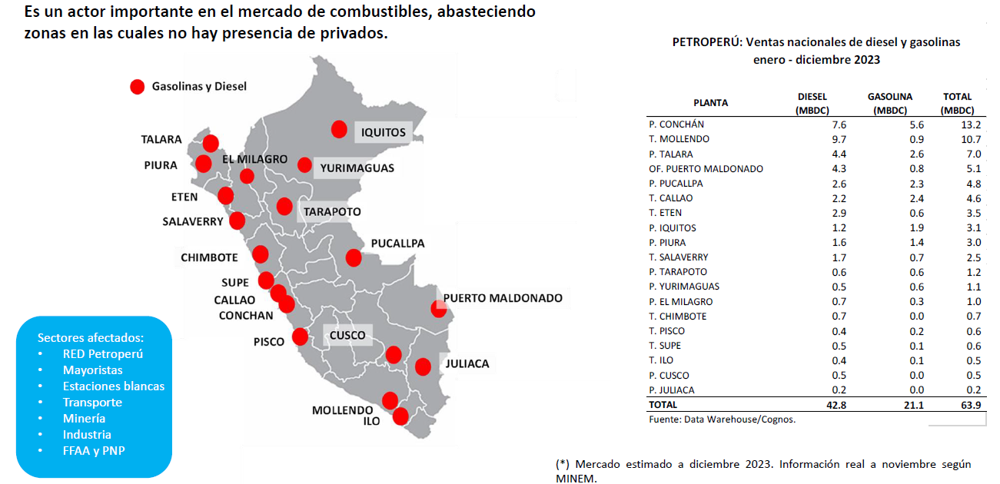 Es un actor importante en el mercado de combustibles, abasteciendo
zonas en las cuales no hay presencia de privados.
Gasolinas y Diesel
IQUITOS
TALARA
PIURA
EL MILAGRO
YURIMAGUAS
ETEN
TARAPOTO
SALAVERRY
PUCALLPA
CHIMBOTE
SUPE
CALLAO
CONCHAN
PUERTO MALDONADO
PISCO
CUSCO
JULIACA
MOLLENDO
ILO
Sectores afectados:
• RED Petroperú
• Mayoristas
• Estaciones blancas
• Transporte
• Minería
• Industria
• FFAA y PNP
PETROPERÚ: Ventas nacionales de diesel y gasolinas
enero - diciembre 2023
PLANTA DIESEL (MBDC) GASOLINA (MBDC) TOTAL (MBDC)
P. CONCHÁN 7.6 5.6 13.2
T. MOLLENDO 9.7 0.9 10.7
P. TALARA 4.4 2.6 7.0
OF. PUERTO MALDONADO 4.3 0.8 5.1
P. PUCALLPA 2.6 2.3 4.8
T. CALLAO 2.2 2.4 4.6
T. ETEN 2.9 0.6 3.5
P. IQUITOS 1.2 1.9 3.1
P. PIURA 1.6 1.4 3.0
T. SALAVERRY 1.7 0.7 2.5
P. TARAPOTO 0.6 0.6 1.2
P. YURIMAGUAS 0.5 0.6 1.1
P. EL MILAGRO 0.7 0.3 1.0
T. CHIMBOTE 0.7 0.0 0.7
T. PISCO 0.4 0.2 0.6
T. SUPE 0.5 0.1 0.6
T. ILO 0.4 0.1 0.5
P. CUSCO 0.5 0.0 0.5
P. JULIACA 0.2 0.0 0.2
TOTAL 42.8 21.1 63.9
Fuente: Data Warehouse/Cognos.
(*) Mercado estimado a diciembre 2023. Información real a noviembre según
MINEM.